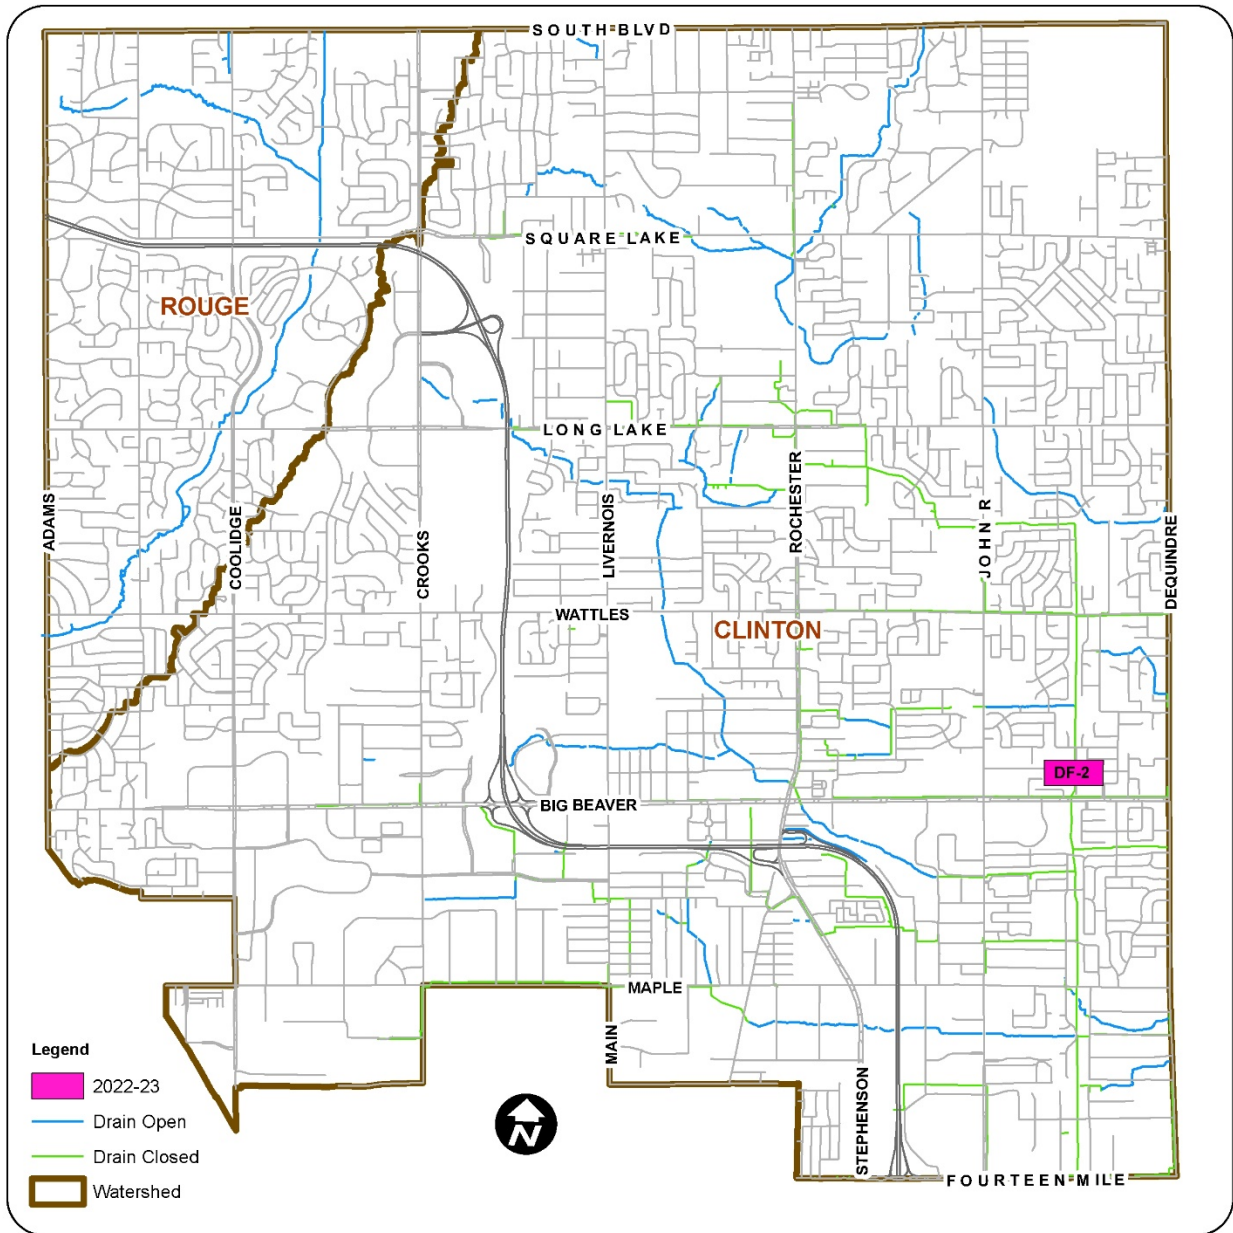 SOUTH BLVD
SQUARE LAKE
ROUGE
LONG LAKE
ADAMS
COOLIDGE
CROOKS
LIVERNOIS
ROCHESTER
JOHN R
DEQUINDRE
WATTLES
CLINTON
DF-2
BIG BEAVER
MAPLE
MAIN
STEPHENSON
FOURTEEN MILE
Legend
2022-23
Drain Open
Drain Closed
Watershed
N